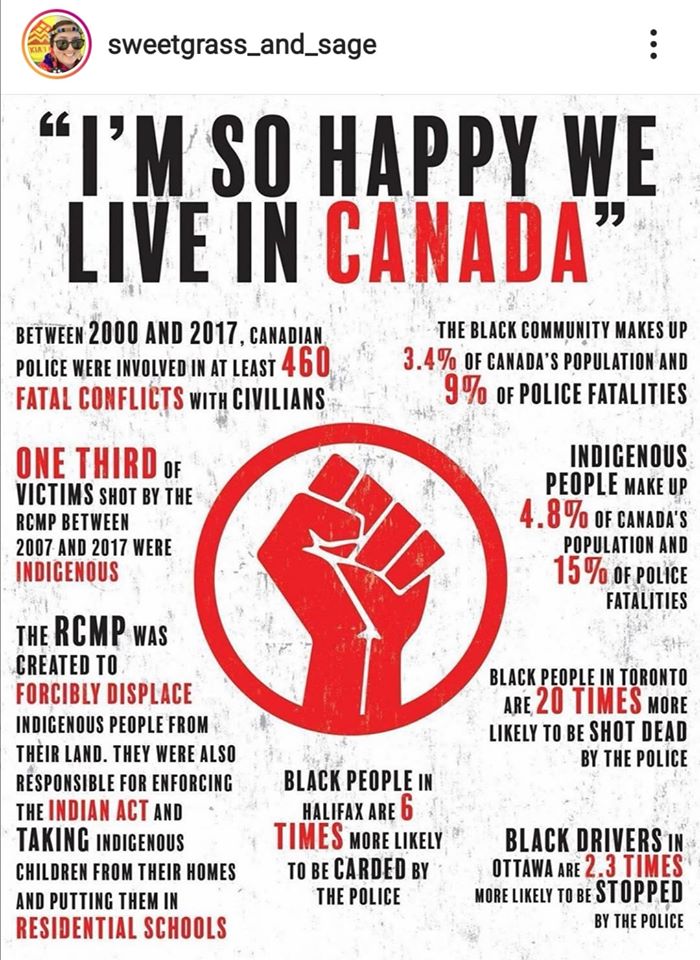 sweetgrass_and_sage
“I’M SO HAPPY WE
LIVE IN CANADA”
BETWEEN 2000 AND 2017, CANADIAN
POLICE WERE INVOLVED IN AT LEAST 460
FATAL CONFLICTS WITH CIVILIANS
THE BLACK COMMUNITY MAKES UP
3.4% OF CANADA’S POPULATION AND
9% OF POLICE FATALITIES
ONE THIRD OF
VICTIMS SHOT BY THE
RCMP BETWEEN
2007 AND 2017 WERE
INDIGENOUS
INDIGENOUS
PEOPLE MAKE UP
4.8% OF CANADA’S
POPULATION AND
15% OF POLICE
FATALITIES
THE RCMP WAS
CREATED TO
FORCIBLY DISPLACE
INDIGENOUS PEOPLE FROM
THEIR LAND. THEY WERE ALSO
RESPONSIBLE FOR ENFORCING
THE INDIAN ACT AND
TAKING INDIGENOUS
CHILDREN FROM THEIR HOMES
AND PUTTING THEM IN
RESIDENTIAL SCHOOLS
BLACK PEOPLE IN
HALIFAX ARE 6
TIMES MORE LIKELY
TO BE CARDED BY
THE POLICE
BLACK PEOPLE IN TORONTO
ARE 20 TIMES MORE
LIKELY TO BE SHOT DEAD
BY THE POLICE
BLACK DRIVERS IN
OTTAWA ARE 2.3 TIMES
MORE LIKELY TO BE STOPPED
BY THE POLICE